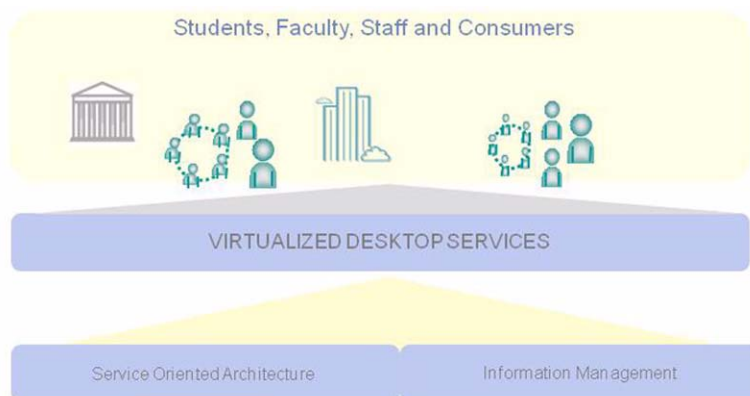 Students, Faculty, Staff and Consumers
VIRTUALIZED DESKTOP SERVICES
Service Oriented Architecture
Information Management